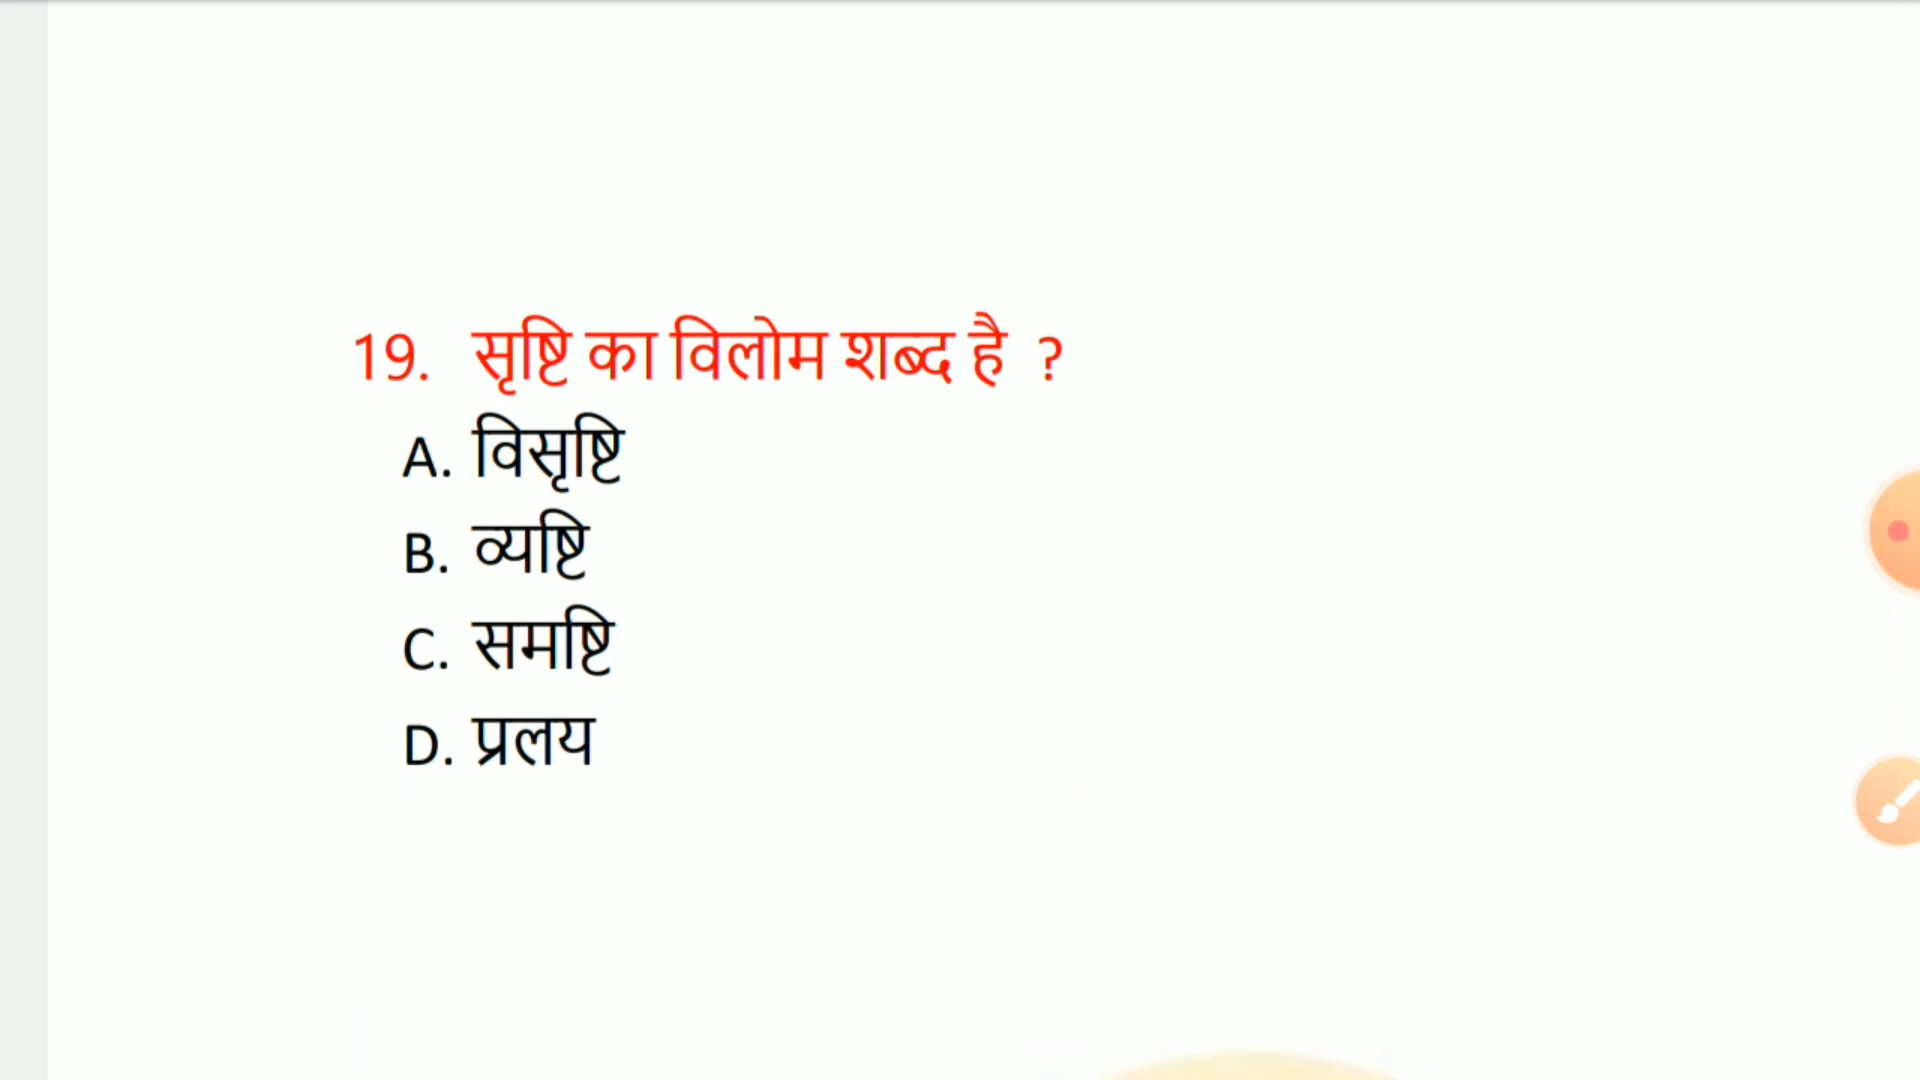 19. सृष्टि का विलोम शब्द है ?
A. विसृष्टि
B. व्यष्टि
C. समष्टि
D. प्रलय